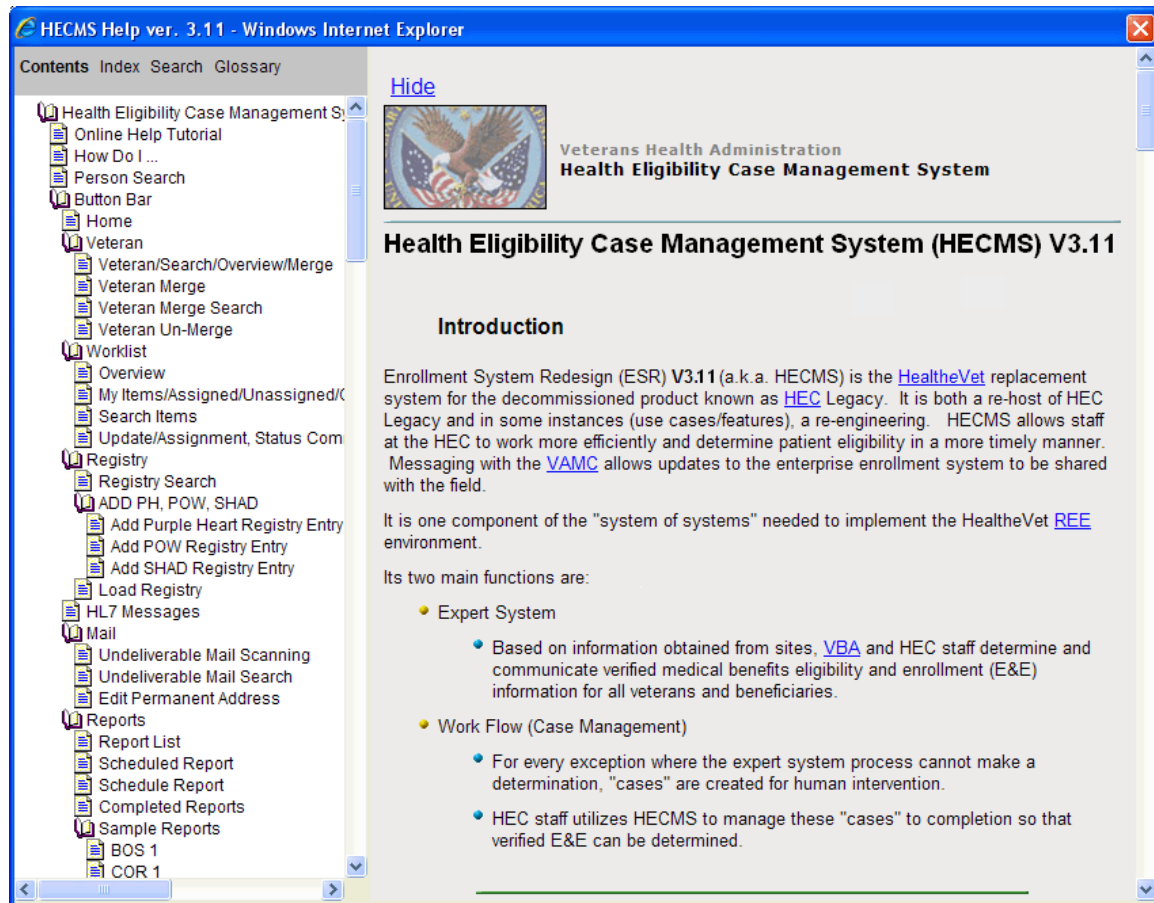 HECMS Help ver. 3.11 - Windows Internet Explorer
Contents Index Search Glossary
Health Eligibility Case Management Sy
Online Help Tutorial
How Do I ...
Person Search
Button Bar
Home
Veteran
Veteran/Search/Overview/Merge
Veteran Merge
Veteran Merge Search
Veteran Un-Merge
Worklist
Overview
My Items/Assigned/Unassigned/
Search Items
Update/Assignment, Status Com
Registry
Registry Search
ADD PH, POW, SHAD
Add Purple Heart Registry Entry
Add POW Registry Entry
Add SHAD Registry Entry
Load Registry
HL7 Messages
Mail
Undeliverable Mail Scanning
Undeliverable Mail Search
Edit Permanent Address
Reports
Report List
Scheduled Report
Schedule Report
Completed Reports
Sample Reports
BOS 1
COR 1
Hide
Veterans Health Administration
Health Eligibility Case Management System
Health Eligibility Case Management System (HECMS) V3.11
Introduction
Enrollment System Redesign (ESR) V3.11 (a.k.a. HECMS) is the HealtheVet replacement
system for the decommissioned product known as HEC Legacy. It is both a re-host of HEC
Legacy and in some instances (use cases/features), a re-engineering. HECMS allows staff
at the HEC to work more efficiently and determine patient eligibility in a more timely manner.
Messaging with the VAMC allows updates to the enterprise enrollment system to be shared
with the field.
It is one component of the "system of systems" needed to implement the HealtheVet REE
environment.
Its two main functions are:
Expert System
Based on information obtained from sites, VBA and HEC staff determine and
communicate verified medical benefits eligibility and enrollment (E&E)
information for all veterans and beneficiaries.
Work Flow (Case Management)
For every exception where the expert system process cannot make a
determination, "cases" are created for human intervention.
HEC staff utilizes HECMS to manage these "cases" to completion so that
verified E&E can be determined.